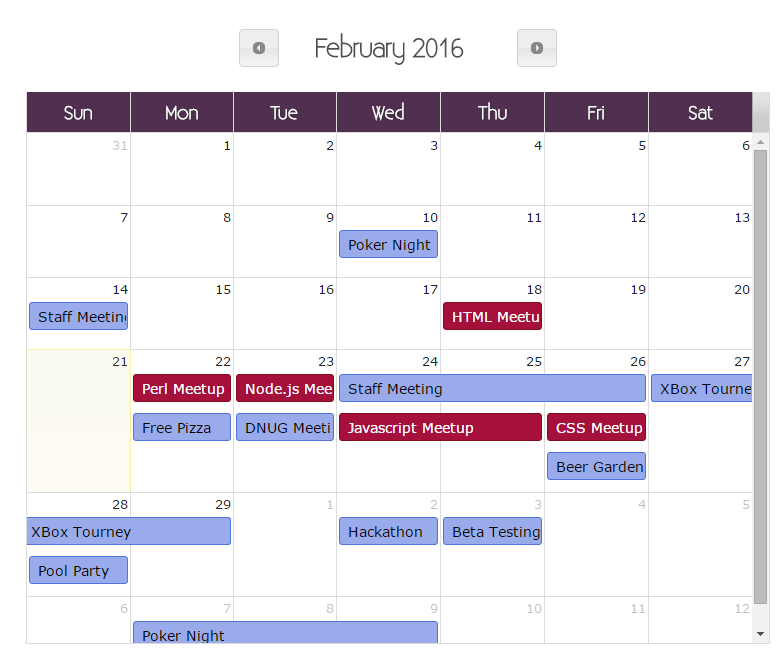 February 2016
Sun Mon Tue Wed Thu Fri Sat
31 1 2 3 4 5 6
7 8 9 10 11 12 13
Poker Night
14 15 16 17 18 19 20
Staff Meeting HTML Meetu
21 22 23 24 25 26 27
Perl Meetup Node.js Mee Staff Meeting XBox Tourne
Free Pizza DNUG Meeti Javascript Meetup CSS Meetup
Beer Garden
28 29 1 2 3 4 5
XBox Tourney Hackathon Beta Testing
Pool Party
6 7 8 9 10 11 12
Poker Night